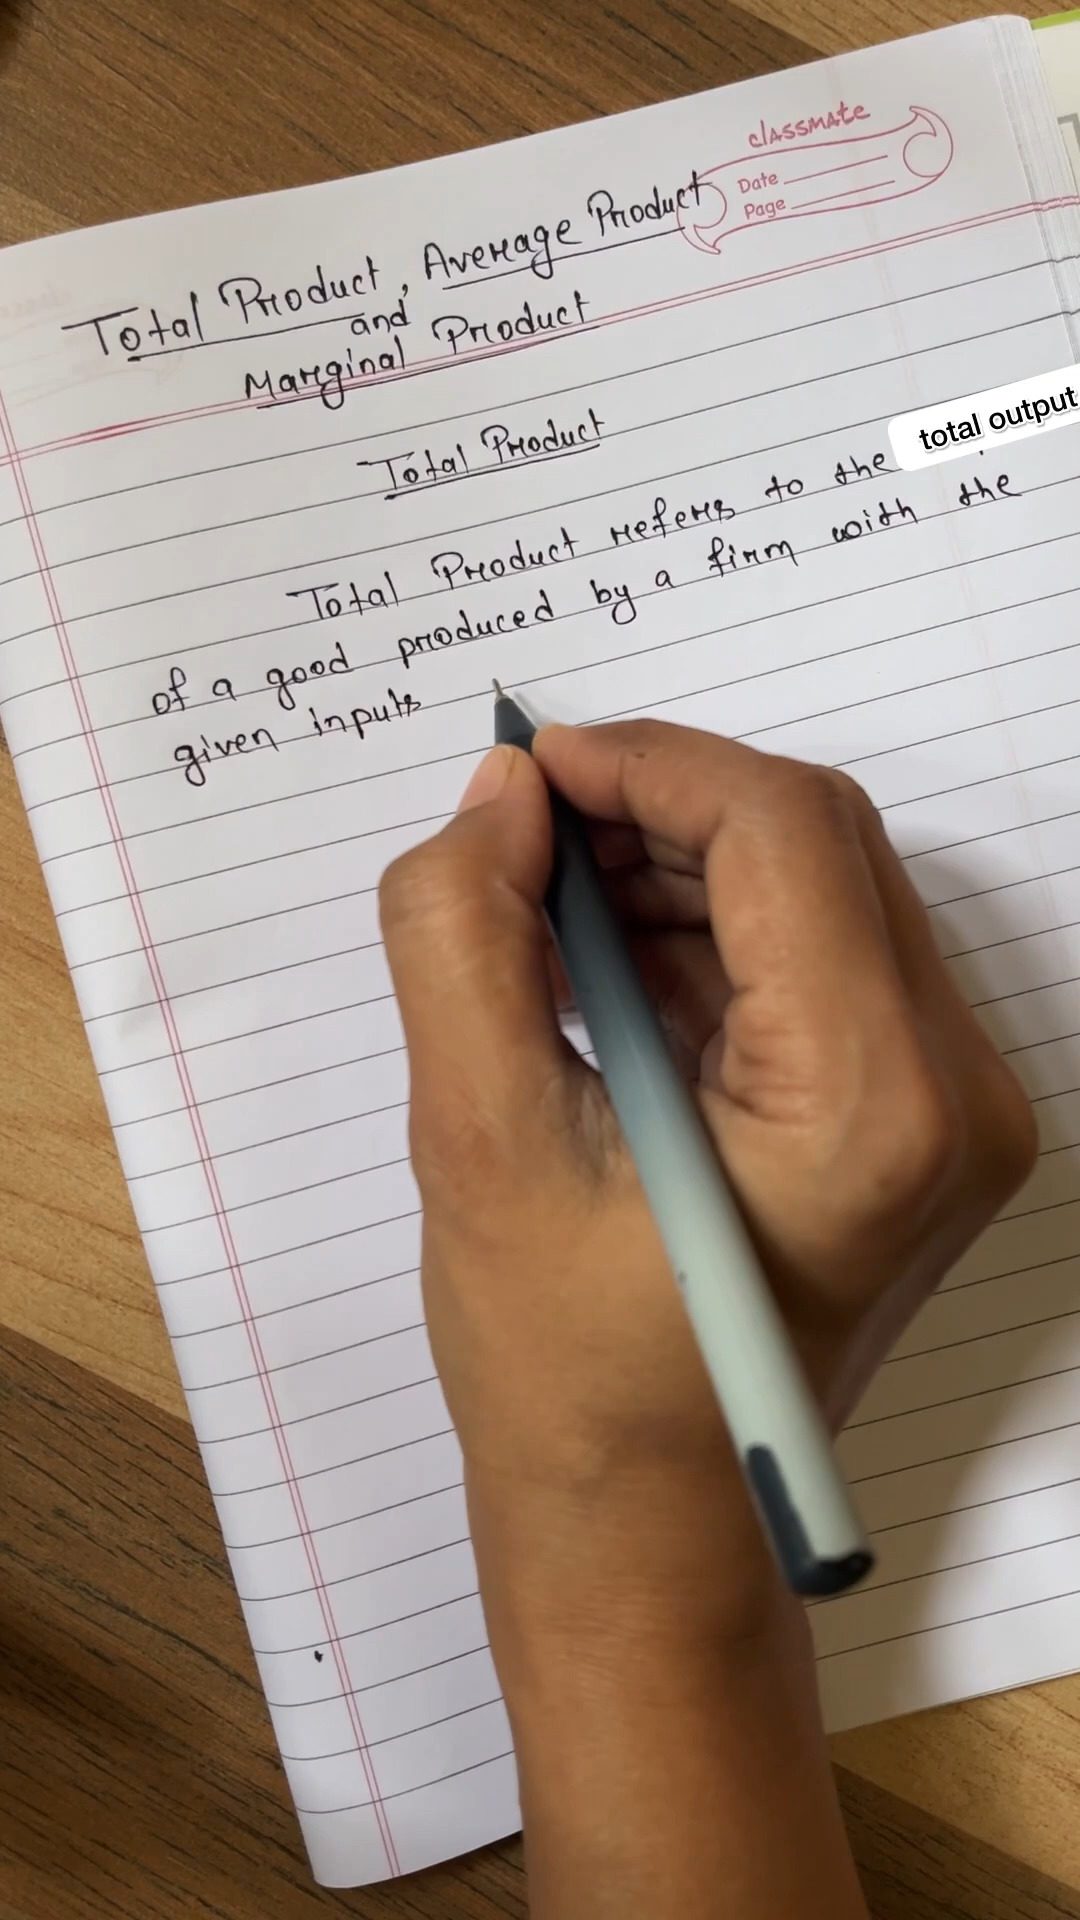 classmate
Date
Page
Total Product, Average Product
and
Marginal Product
Total Product
Total Product refers to the total output
of a good produced by a firm with the
given inputs